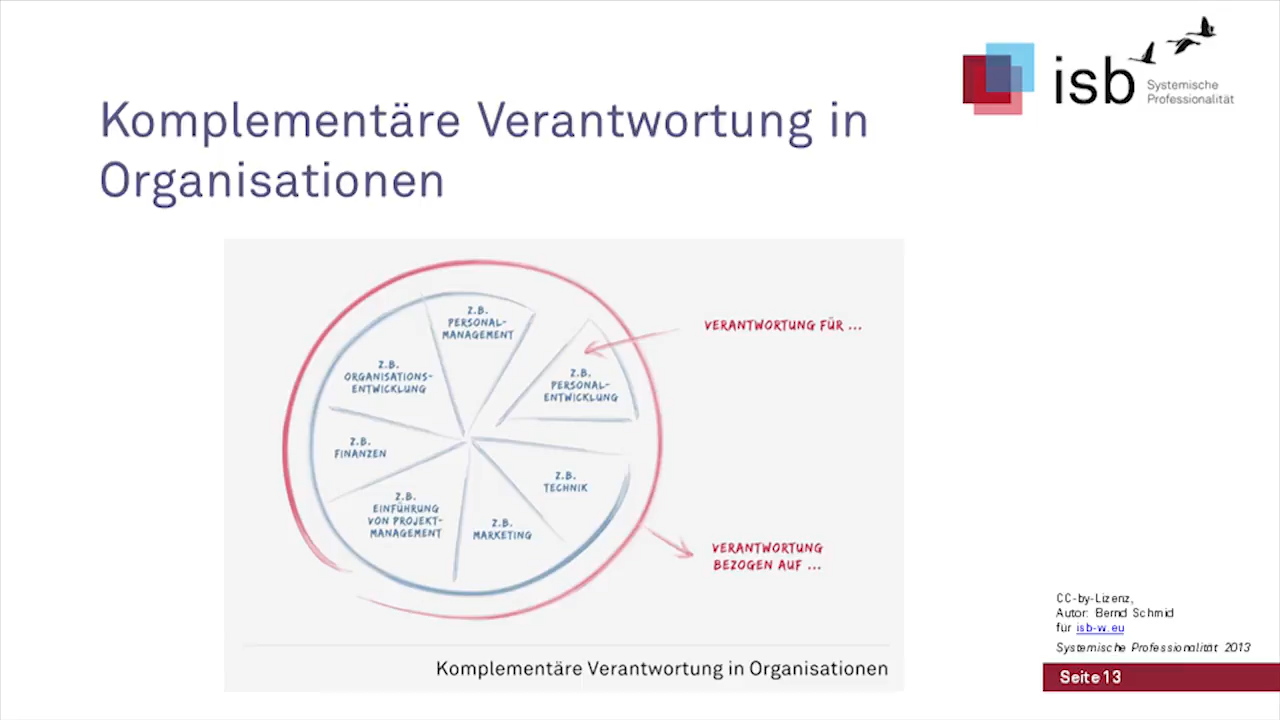 isb
Systemische
Professionalität
Komplementäre Verantwortung in
Organisationen
Z.B.
PERSONAL-
MANAGEMENT
Z.B.
ORGANISATIONS-
ENTWICKLUNG
Z.B.
PERSONAL-
ENTWICKLUNG
VERANTWORTUNG FÜR ...
Z.B.
FINANZEN
Z.B.
TECHNIK
Z.B.
EINFÜHRUNG
VON PROJEKT-
MANAGEMENT
Z.B.
MARKETING
VERANTWORTUNG
BEZOGEN AUF ...
Komplementäre Verantwortung in Organisationen
CC-by-Lizenz,
Autor: Bernd Schmid
für isb-w.eu
Systemische Professionalität 2013
Seite 13